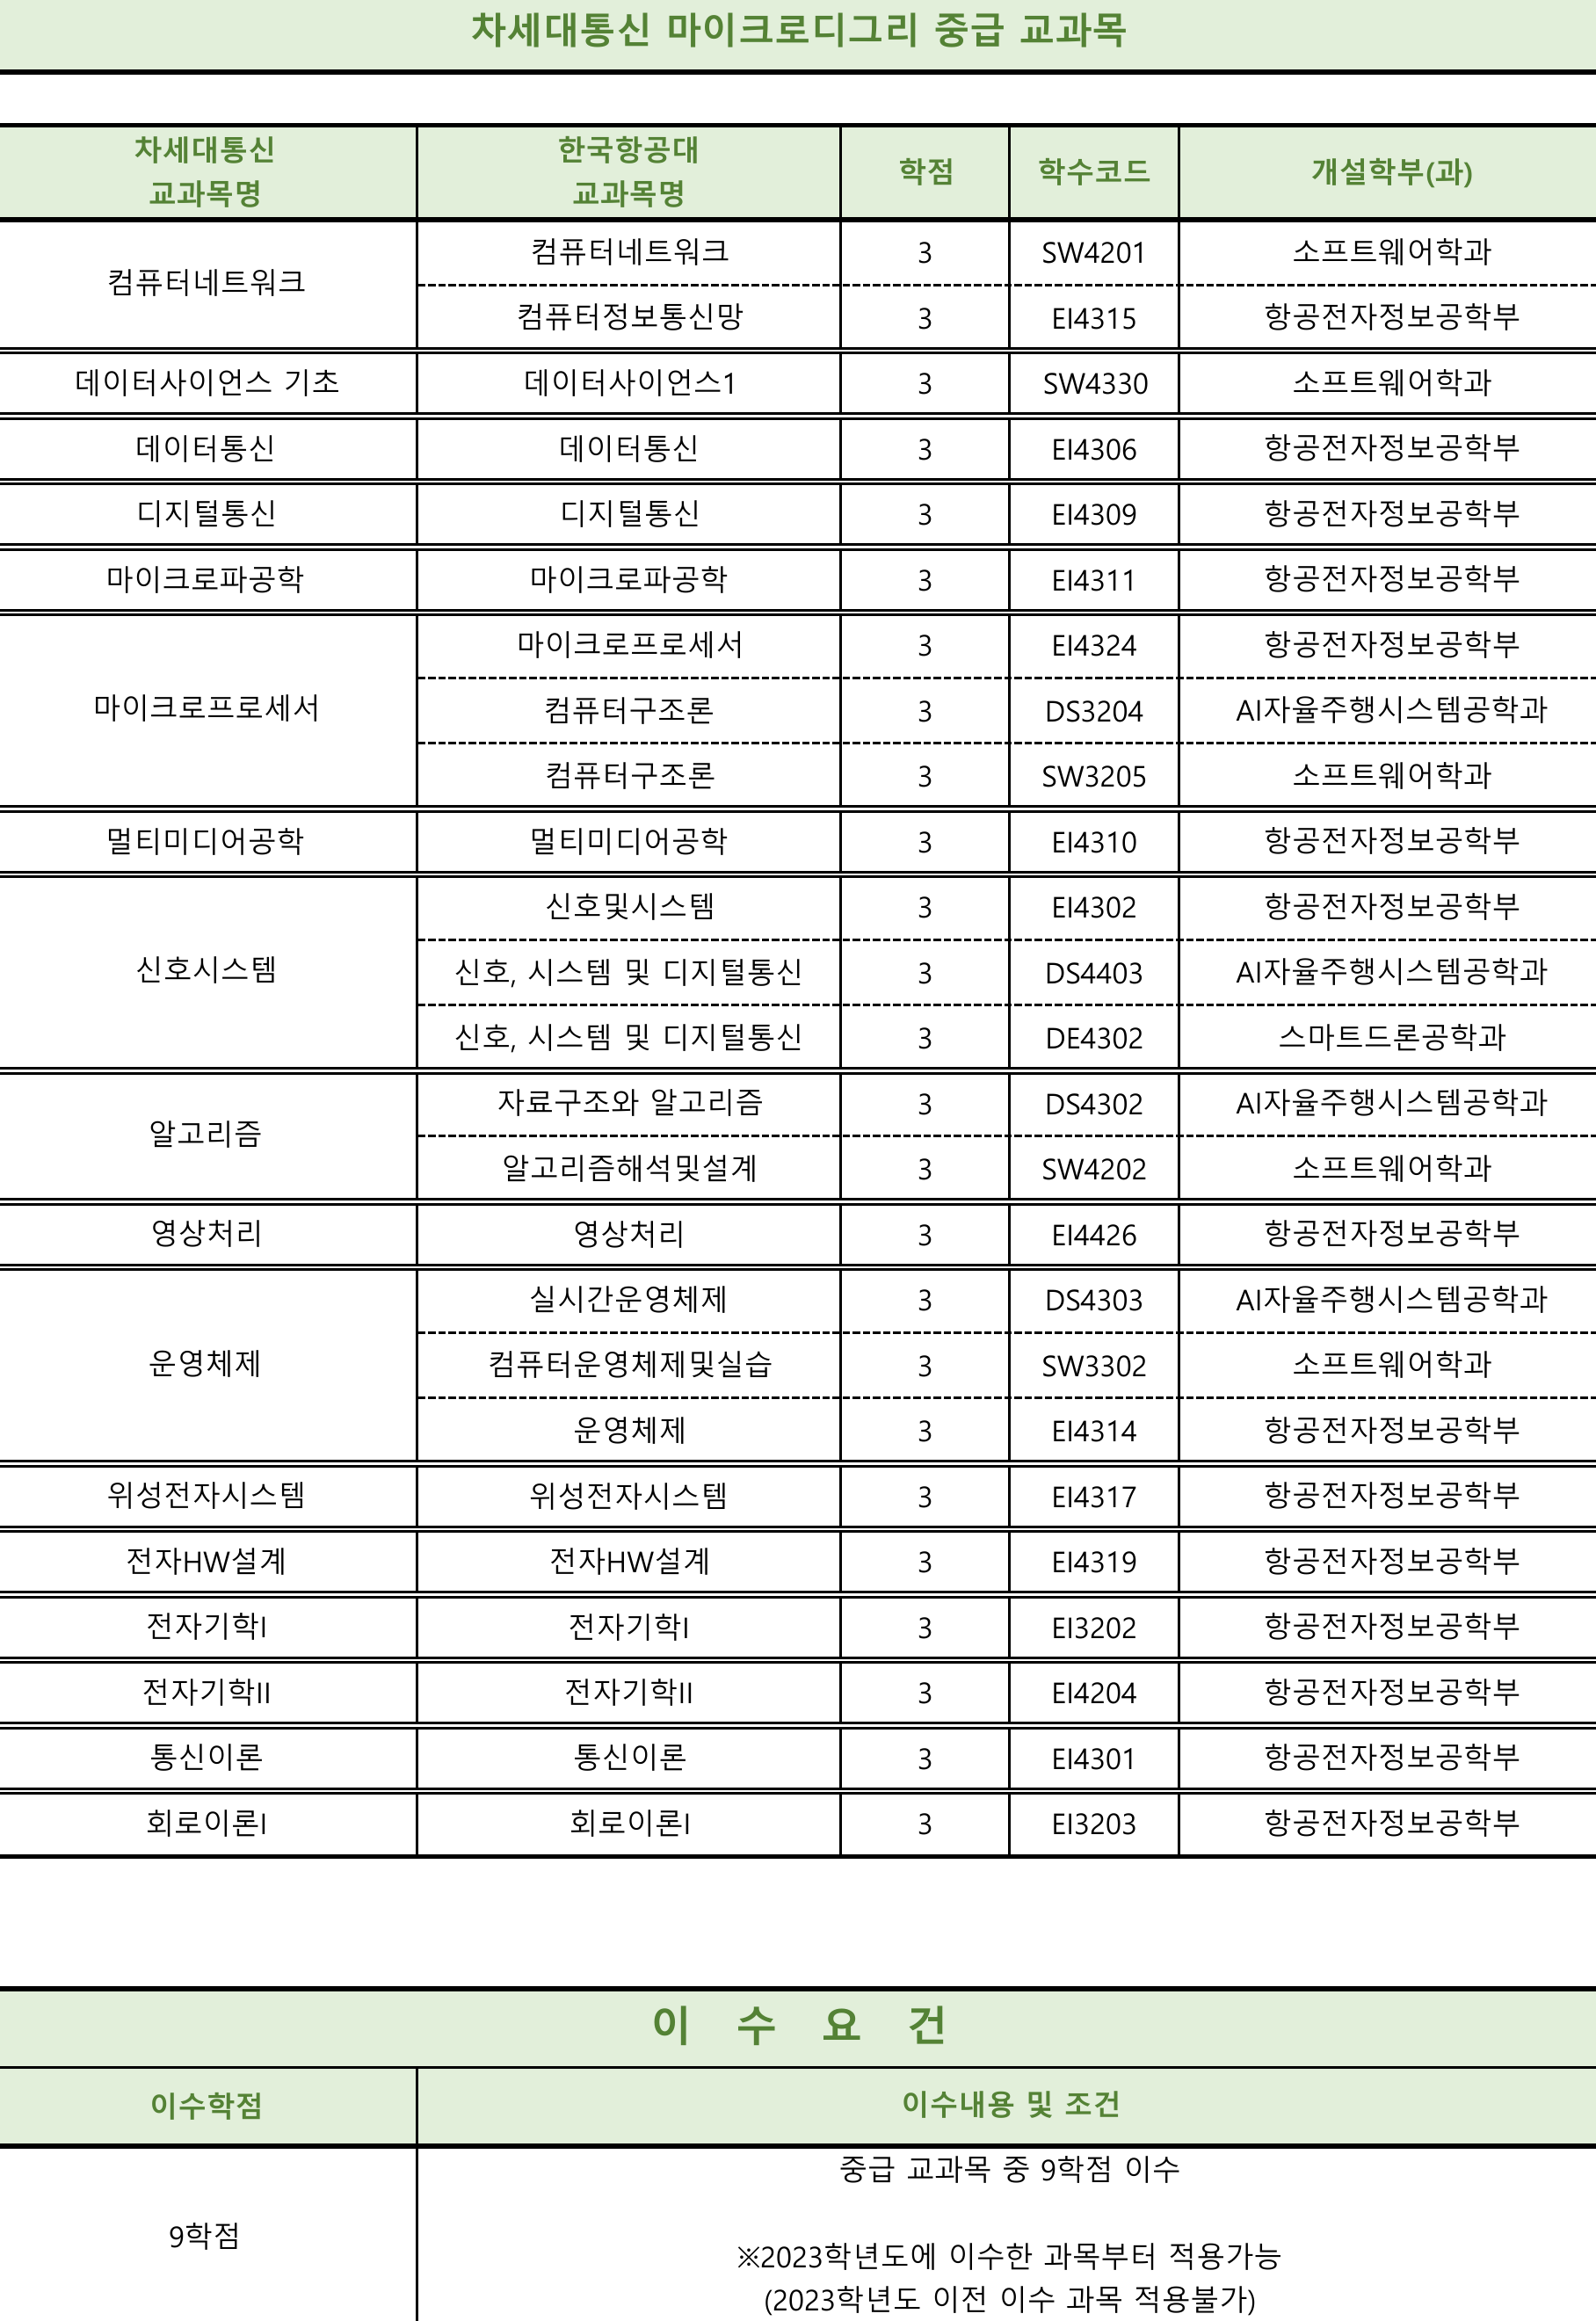 차세대통신 마이크로디그리 중급 교과목
차세대통신 교과목명 한국항공대 교과목명 학점 학수코드 개설학부(과)
컴퓨터네트워크 컴퓨터네트워크 3 SW4201 소프트웨어학과
컴퓨터정보통신망 3 EI4315 항공전자정보공학부
데이터사이언스 기초 데이터사이언스1 3 SW4330 소프트웨어학과
데이터통신 데이터통신 3 EI4306 항공전자정보공학부
디지털통신 디지털통신 3 EI4309 항공전자정보공학부
마이크로파공학 마이크로파공학 3 EI4311 항공전자정보공학부
마이크로프로세서 마이크로프로세서 3 EI4324 항공전자정보공학부
컴퓨터구조론 3 DS3204 AI자율주행시스템공학과
컴퓨터구조론 3 SW3205 소프트웨어학과
멀티미디어공학 멀티미디어공학 3 EI4310 항공전자정보공학부
신호시스템 신호및시스템 3 EI4302 항공전자정보공학부
신호, 시스템 및 디지털통신 3 DS4403 AI자율주행시스템공학과
신호, 시스템 및 디지털통신 3 DE4302 스마트드론공학과
알고리즘 자료구조와 알고리즘 3 DS4302 AI자율주행시스템공학과
알고리즘해석및설계 3 SW4202 소프트웨어학과
영상처리 영상처리 3 EI4426 항공전자정보공학부
운영체제 실시간운영체제 3 DS4303 AI자율주행시스템공학과
컴퓨터운영체제및실습 3 SW3302 소프트웨어학과
운영체제 3 EI4314 항공전자정보공학부
위성전자시스템 위성전자시스템 3 EI4317 항공전자정보공학부
전자HW설계 전자HW설계 3 EI4319 항공전자정보공학부
전자기학I 전자기학I 3 EI3202 항공전자정보공학부
전자기학II 전자기학II 3 EI4204 항공전자정보공학부
통신이론 통신이론 3 EI4301 항공전자정보공학부
회로이론I 회로이론I 3 EI3203 항공전자정보공학부
이 수 요 건
이수학점 이수내용 및 조건
9학점 중급 교과목 중 9학점 이수
※2023학년도에 이수한 과목부터 적용가능
(2023학년도 이전 이수 과목 적용불가)